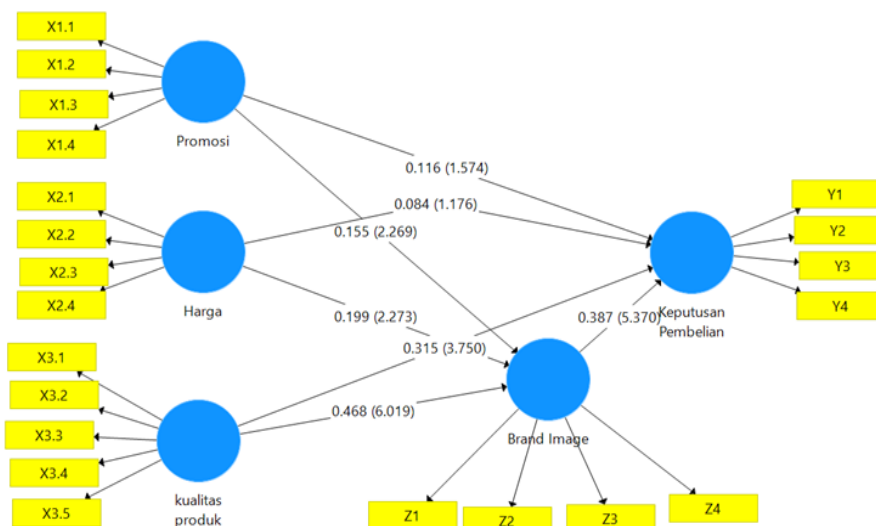 X1.1
X1.2
X1.3
X1.4
Promosi
0.116 (1.574)
X2.1
X2.2
X2.3
X2.4
Harga
0.084 (1.176)
0.155 (2.269)
Y1
Y2
Y3
Y4
Keputusan
Pembelian
0.199 (2.273)
0.387 (5.370)
0.315 (3.750)
X3.1
X3.2
X3.3
X3.4
X3.5
kualitas
produk
0.468 (6.019)
Brand Image
Z1
Z2
Z3
Z4